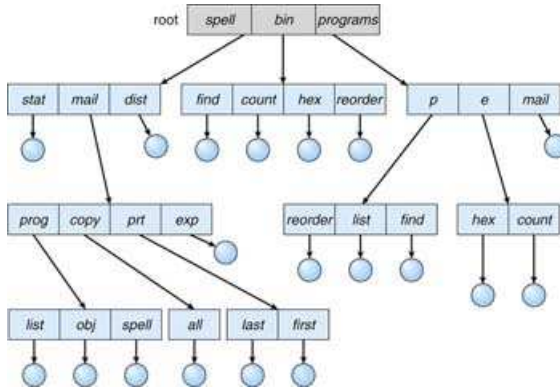 root spell bin programs
stat mail dist find count hex reorder p e mail
prog copy prt exp reorder list find hex count
list obj spell all last first